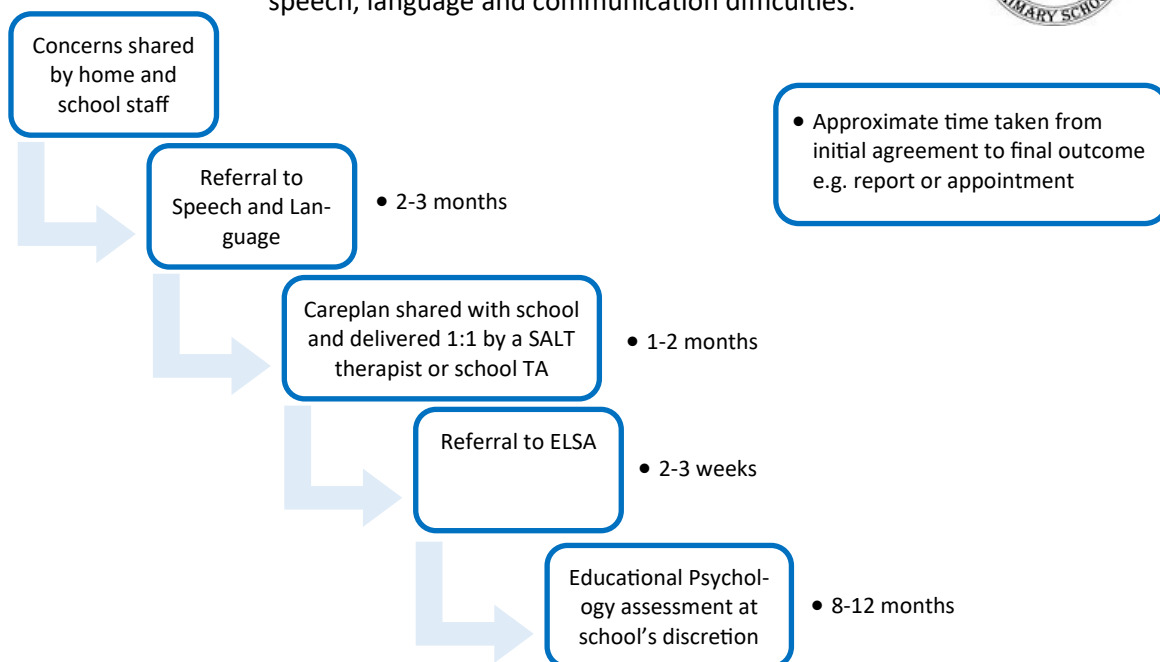 speech, language and communication difficulties.
PRIMARY SCHOOL
Concerns shared
by home and
school staff
• Approximate time taken from
initial agreement to final outcome
e.g. report or appointment
Referral to
Speech and Lan-
guage
• 2-3 months
Careplan shared with school
and delivered 1:1 by a SALT
therapist or school TA
• 1-2 months
Referral to ELSA
• 2-3 weeks
Educational Psychol-
ogy assessment at
school’s discretion
• 8-12 months